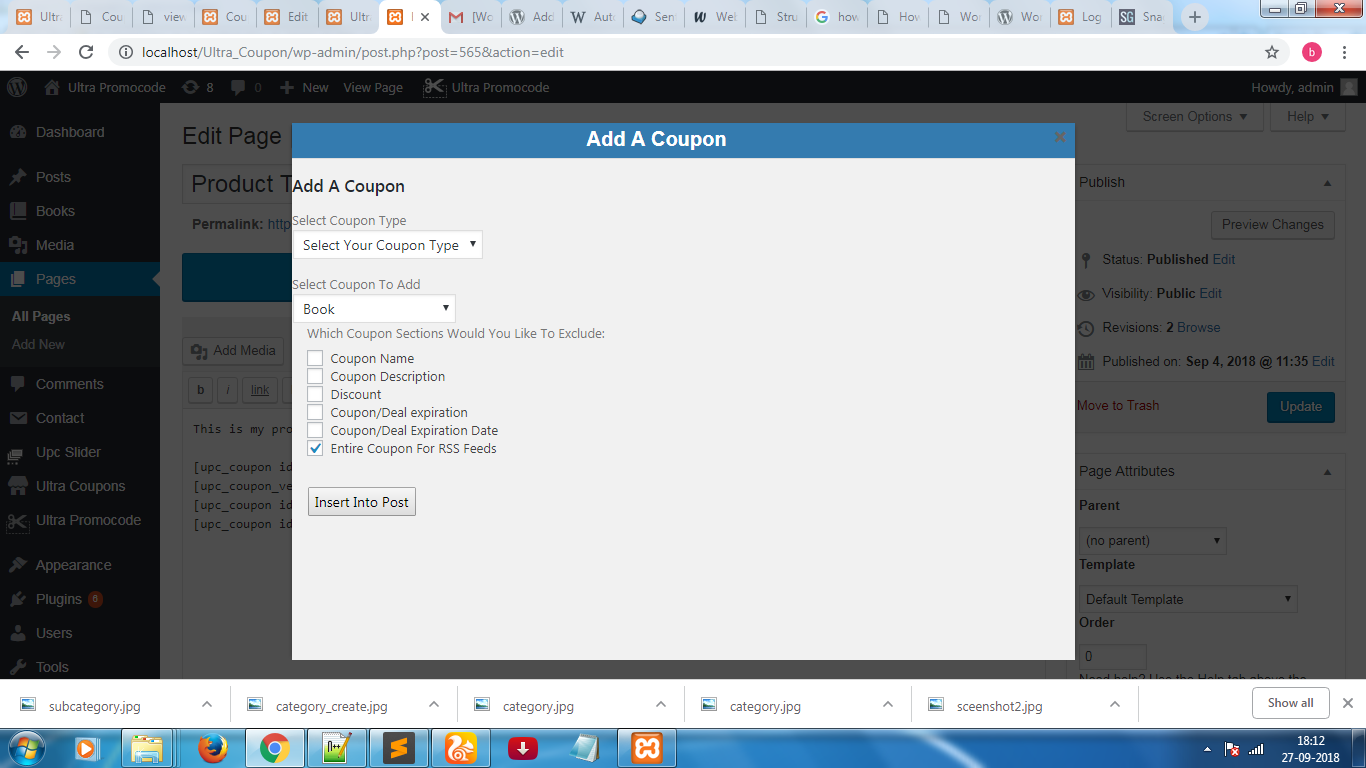 Ultra
Cou
view
Cou
Edit
Ultra
[Wo
Add
Aut
Sen
Web
Stru
how
How
Wo
Wor
Log
Sna
localhost/Ultra_Coupon/wp-admin/post.php?post=565&action=edit
b
Ultra Promocode
8
0
New
View Page
Ultra Promocode
Howdy, admin
Screen Options
Help
Dashboard
Posts
Books
Media
Pages
All Pages
Add New
Comments
Contact
Upc Slider
Ultra Coupons
Ultra Promocode
Appearance
Plugins 6
Users
Tools
Edit Page
Product T
Permalink: http
Add Media
b
i
link
This is my pro
[upc_coupon id
[upc_coupon_ve
[upc_coupon id
[upc_coupon id
Add A Coupon
Add A Coupon
Select Coupon Type
Select Your Coupon Type
Select Coupon To Add
Book
Which Coupon Sections Would You Like To Exclude:
Coupon Name
Coupon Description
Discount
Coupon/Deal expiration
Coupon/Deal Expiration Date
Entire Coupon For RSS Feeds
Insert Into Post
Publish
Preview Changes
Status: Published Edit
Visibility: Public Edit
Revisions: 2 Browse
Published on: Sep 4, 2018 @ 11:35 Edit
Move to Trash
Update
Page Attributes
Parent
(no parent)
Template
Default Template
Order
0
Need help? Use the Help tab above the
subcategory.jpg
category_create.jpg
category.jpg
category.jpg
sceenshot2.jpg
Show all
18:12
27-09-2018